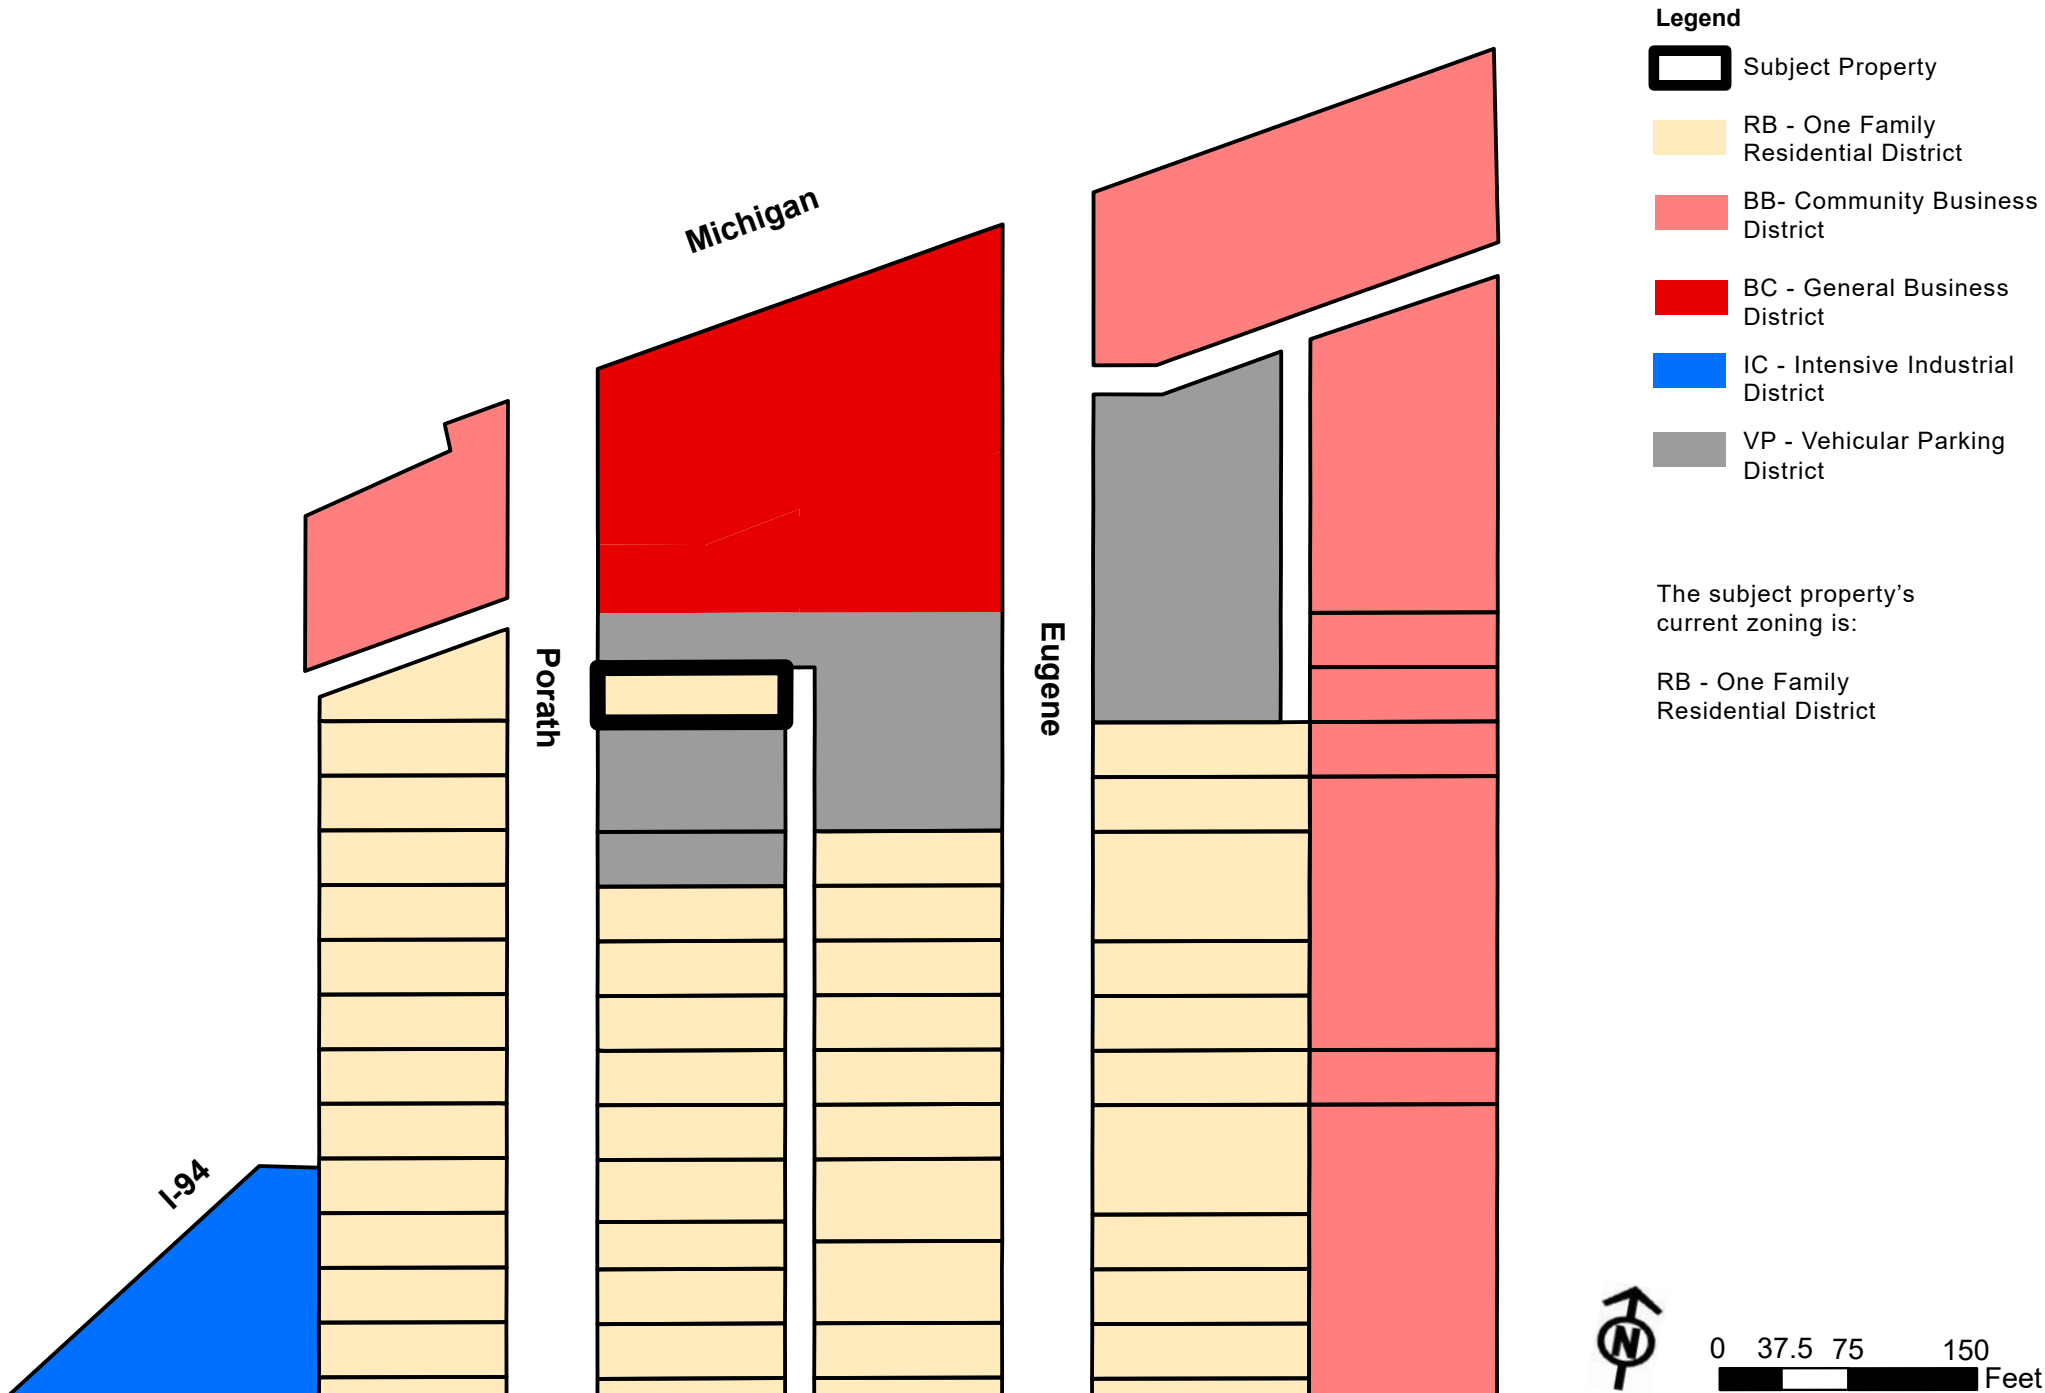 Legend
Subject Property
RB - One Family
Residential District
BB- Community Business
District
BC - General Business
District
IC - Intensive Industrial
District
VP - Vehicular Parking
District
The subject property’s
current zoning is:
RB - One Family
Residential District
Michigan
Porath
Eugene
I-94
N
0 37.5 75 150
Feet